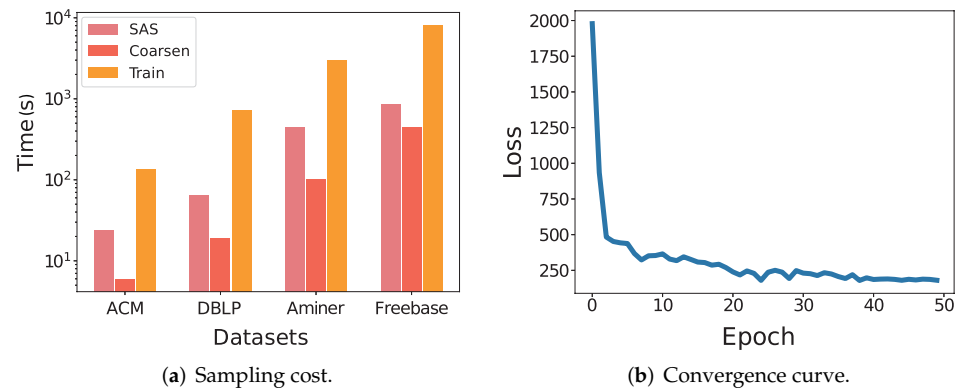 10^4
10^3
10^2
10^1
Time(s)
SAS
Coarsen
Train
ACM DBLP Aminer Freebase
Datasets
(a) Sampling cost.
2000
1750
1500
1250
1000
750
500
250
Loss
0 10 20 30 40 50
Epoch
(b) Convergence curve.